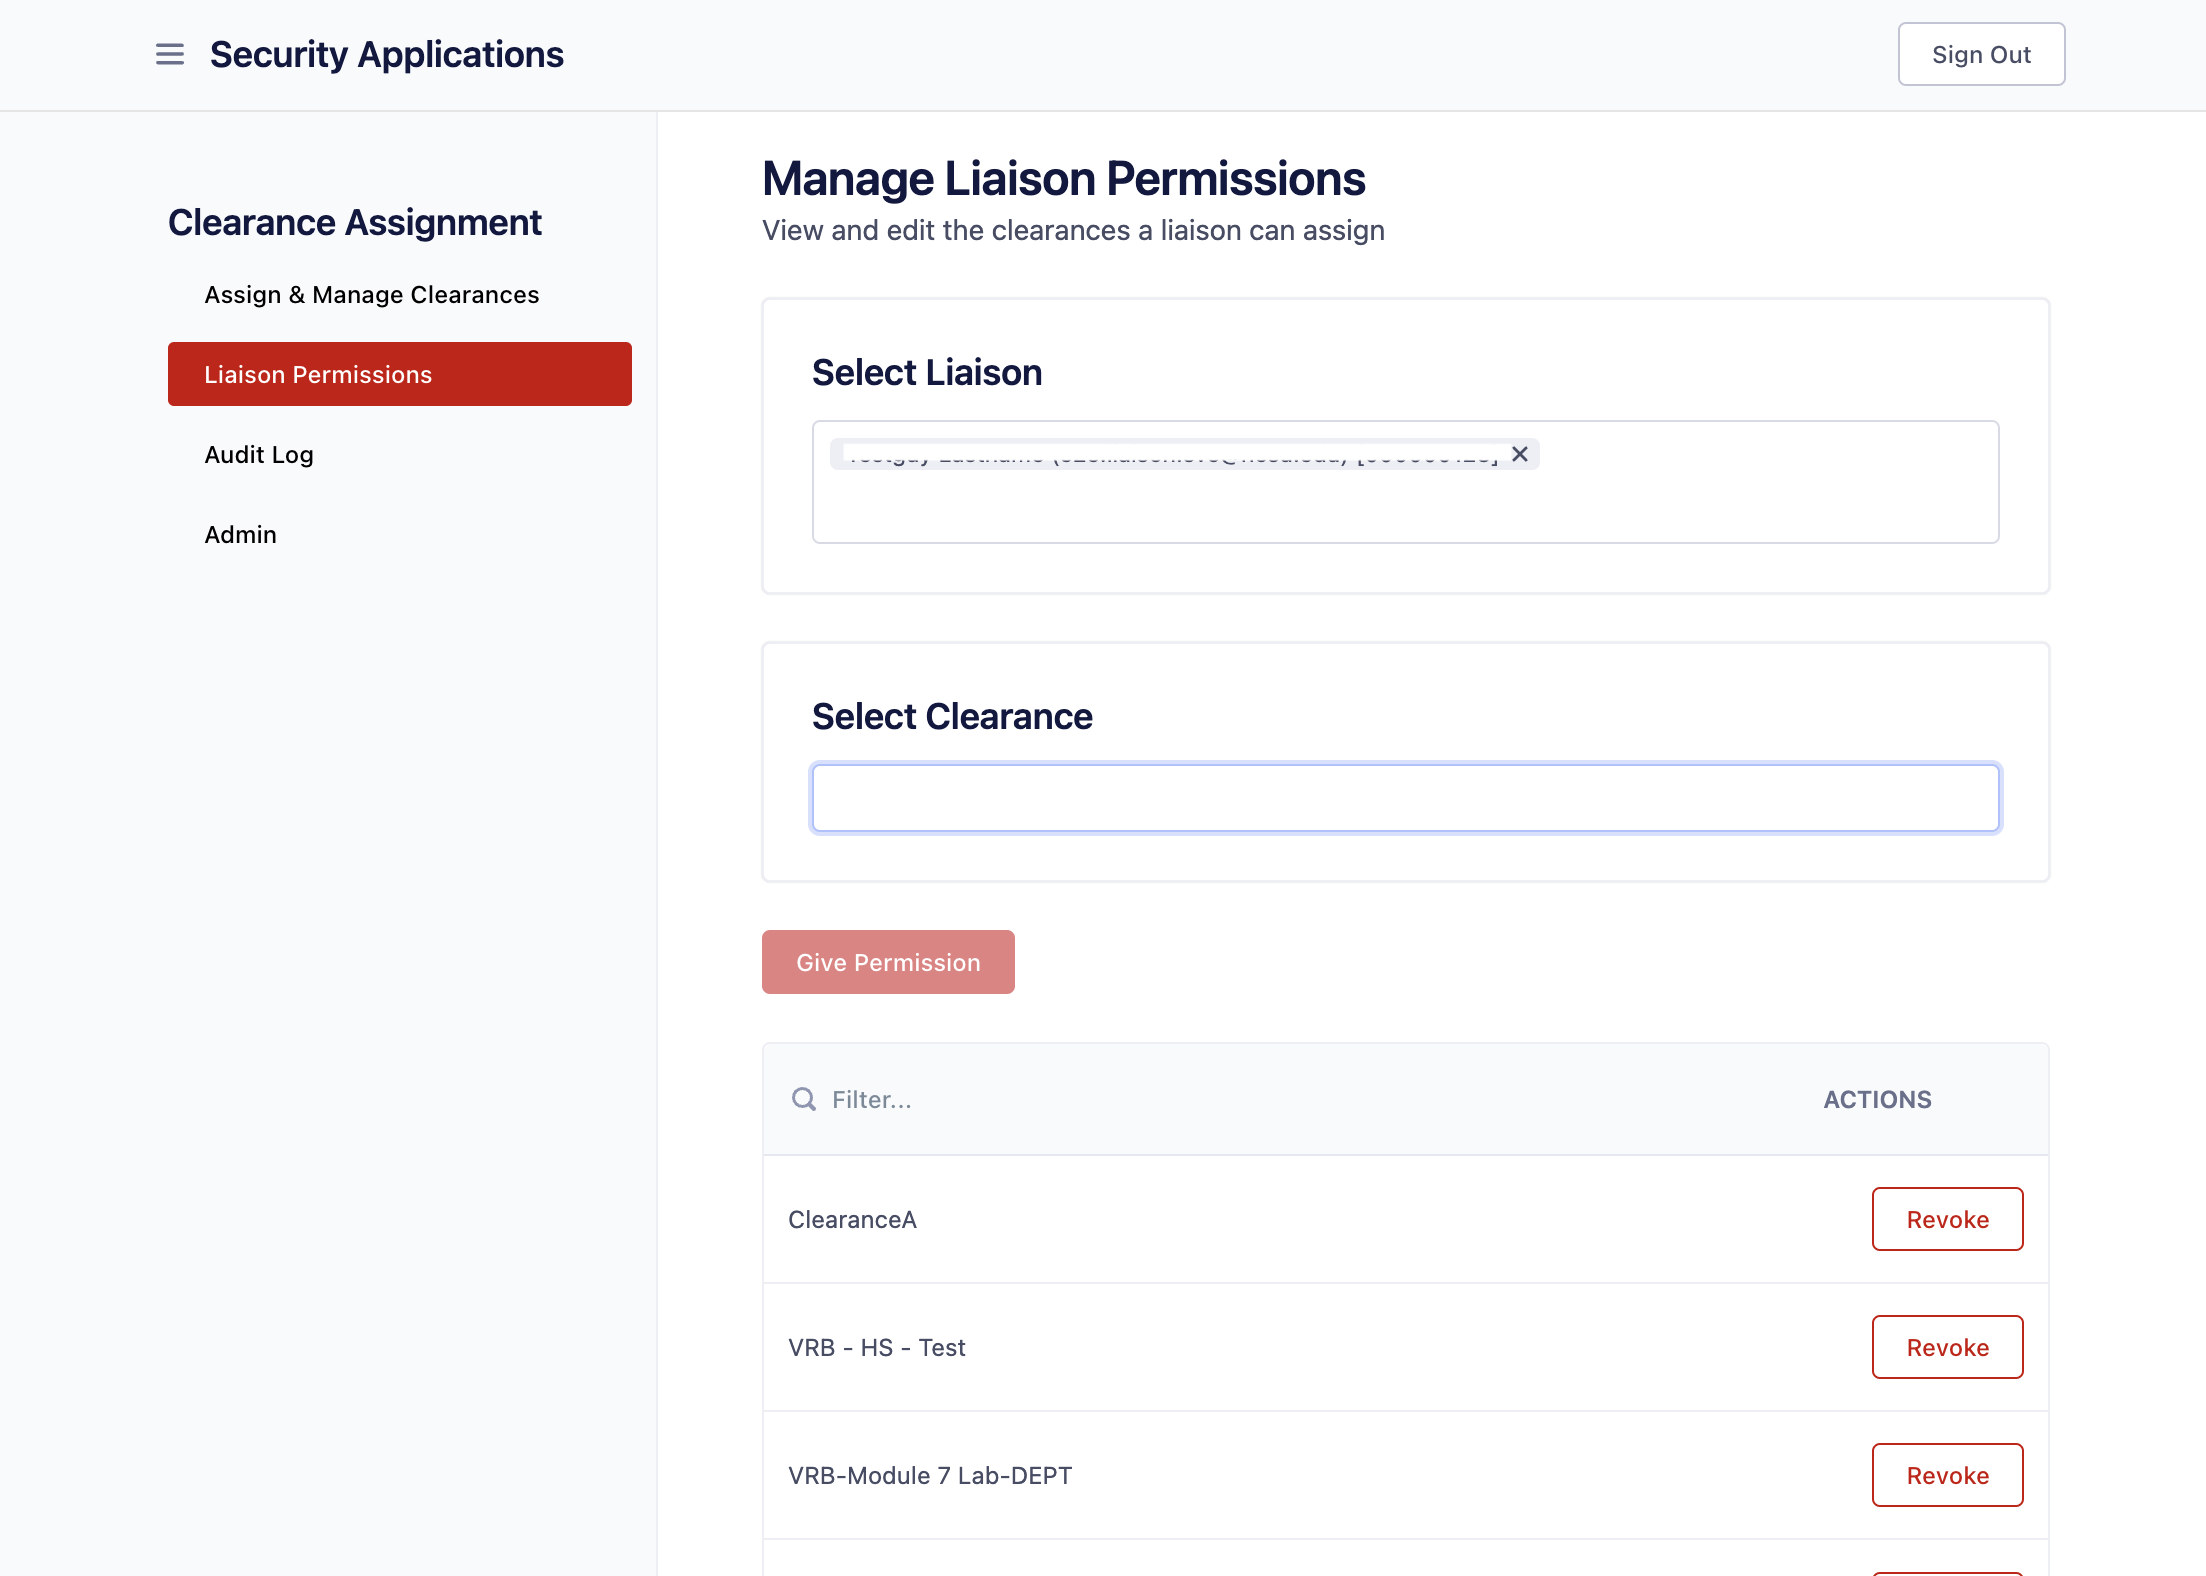 Security Applications
Sign Out
Clearance Assignment
Assign & Manage Clearances
Liaison Permissions
Audit Log
Admin
Manage Liaison Permissions
View and edit the clearances a liaison can assign
Select Liaison
Select Clearance
Give Permission
Filter...
ACTIONS
ClearanceA
Revoke
VRB - HS - Test
Revoke
VRB-Module 7 Lab-DEPT
Revoke